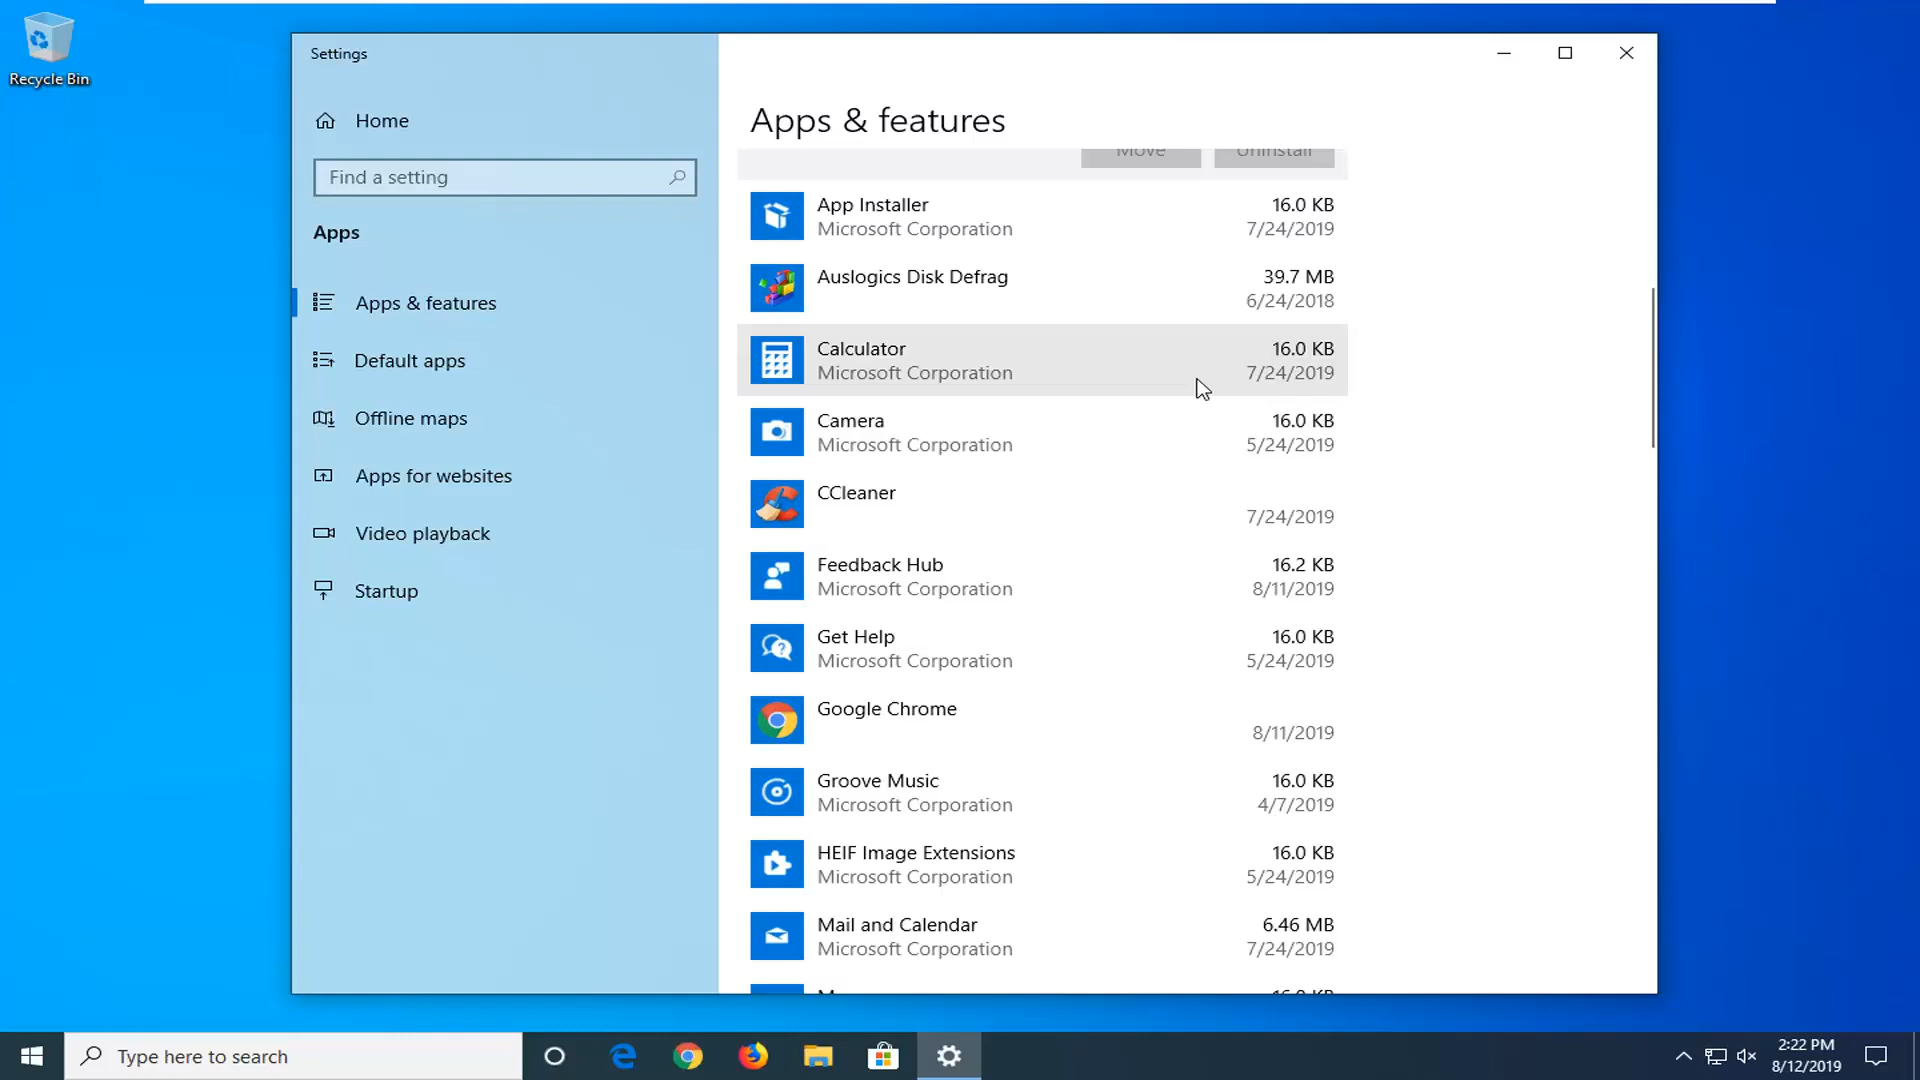 Recycle Bin
Settings
Home
Find a setting
Apps
Apps & features
Default apps
Offline maps
Apps for websites
Video playback
Startup
Apps & features
Move Uninstall
App Installer 16.0 KB
Microsoft Corporation 7/24/2019
Auslogics Disk Defrag 39.7 MB
6/24/2018
Calculator 16.0 KB
Microsoft Corporation 7/24/2019
Camera 16.0 KB
Microsoft Corporation 5/24/2019
CCleaner
7/24/2019
Feedback Hub 16.2 KB
Microsoft Corporation 8/11/2019
Get Help 16.0 KB
Microsoft Corporation 5/24/2019
Google Chrome
8/11/2019
Groove Music 16.0 KB
Microsoft Corporation 4/7/2019
HEIF Image Extensions 16.0 KB
Microsoft Corporation 5/24/2019
Mail and Calendar 6.46 MB
Microsoft Corporation 7/24/2019
16.0 KB
Type here to search
2:22 PM
8/12/2019